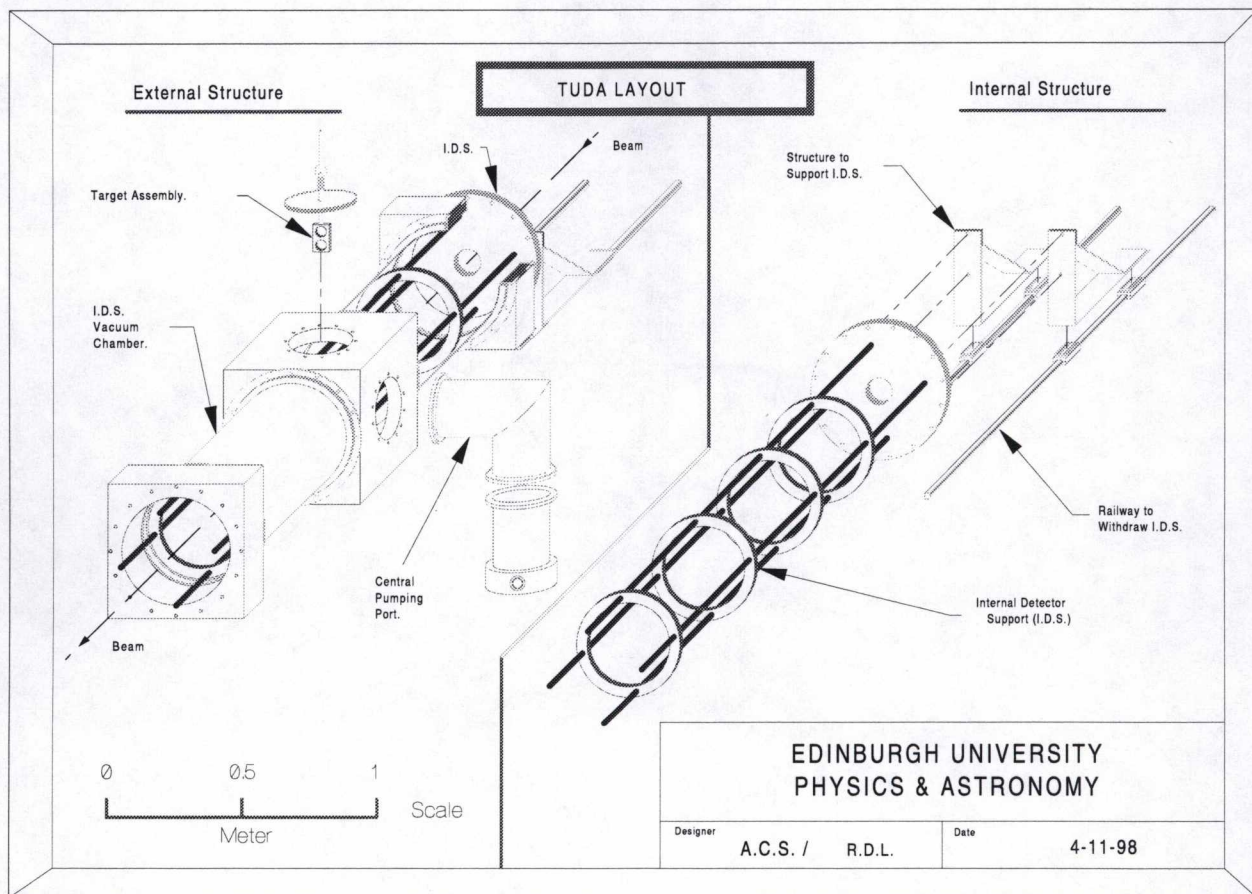 External Structure
TUDA LAYOUT
Internal Structure
I.D.S.
Beam
Structure to
Support I.D.S.
Target Assembly.
I.D.S.
Vacuum
Chamber.
Railway to
Withdraw I.D.S.
Central
Pumping
Port.
Internal Detector
Support (I.D.S.)
Beam
0 0.5 1
Scale
Meter
EDINBURGH UNIVERSITY
PHYSICS & ASTRONOMY
Designer
A.C.S. / R.D.L.
Date
4-11-98